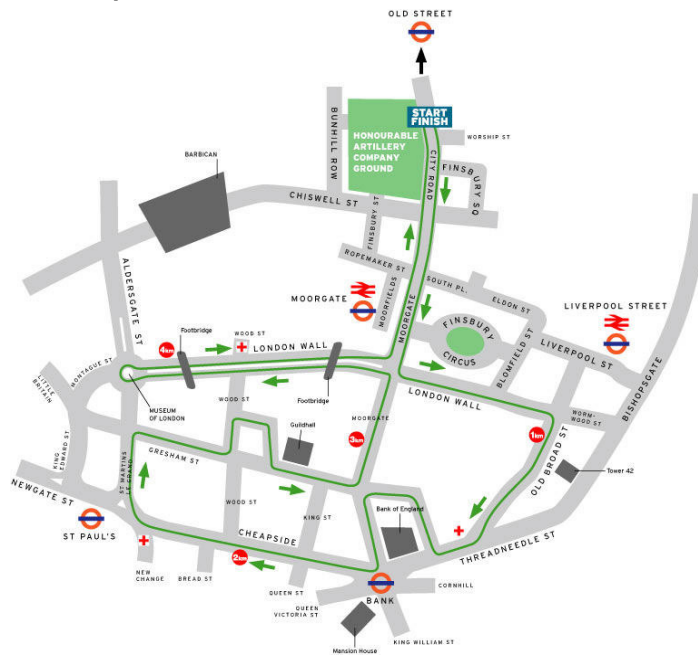 OLD STREET
START
FINISH
HONOURABLE
ARTILLERY
COMPANY
GROUND
BUNHILL ROW
CITY ROAD
WORSHIP ST
FINSBURY SQ
BARBICAN
CHISWELL ST
FINSBURY ST
ROPEMAKER ST
SOUTH PL.
ELDON ST
ALDERSGATE ST
MOORGATE
MOORFIELDS
MOORGATE
FINSBURY
CIRCUS
BLOMFIELD ST
LIVERPOOL STREET
LIVERPOOL ST
BISHOPSGATE
Footbridge
WOOD ST
4km
LONDON WALL
MONTAGUE ST
LITTLE
BRITAIN
MUSEUM
OF LONDON
WOOD ST
Footbridge
MOORGATE
LONDON WALL
WORM-
WOOD ST
1km
OLD BROAD ST
Tower 42
Guildhall
3km
KING
EDWARD ST
ST MARTINS
LE GRAND
GRESHAM ST
NEWGATE ST
WOOD ST
KING ST
Bank of England
THREADNEEDLE ST
ST PAUL'S
CHEAPSIDE
2km
NEW
CHANGE
BREAD ST
QUEEN ST
QUEEN
VICTORIA ST
BANK
CORNHILL
KING WILLIAM ST
Mansion House